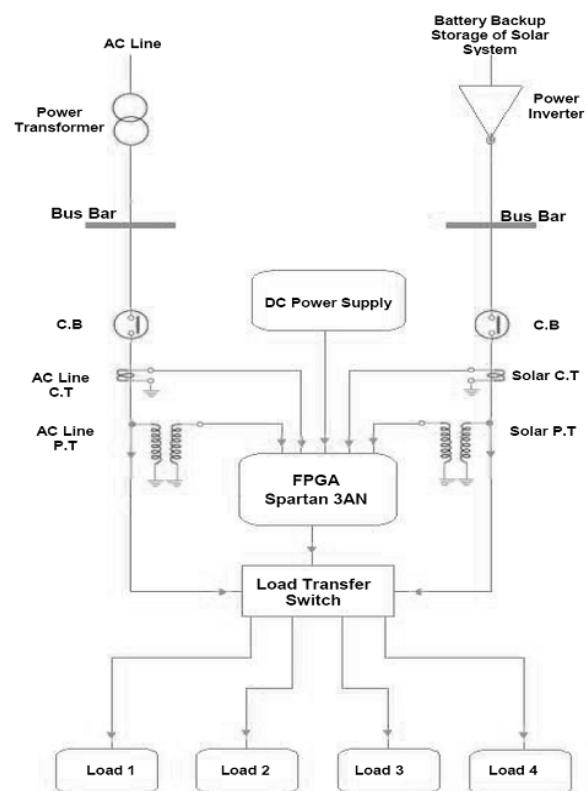 AC Line
Battery Backup
Storage of Solar
System
Power
Transformer
Power
Inverter
Bus Bar
Bus Bar
DC Power Supply
C.B
C.B
AC Line
C.T
Solar C.T
AC Line
P.T
Solar P.T
FPGA
Spartan 3AN
Load Transfer
Switch
Load 1
Load 2
Load 3
Load 4